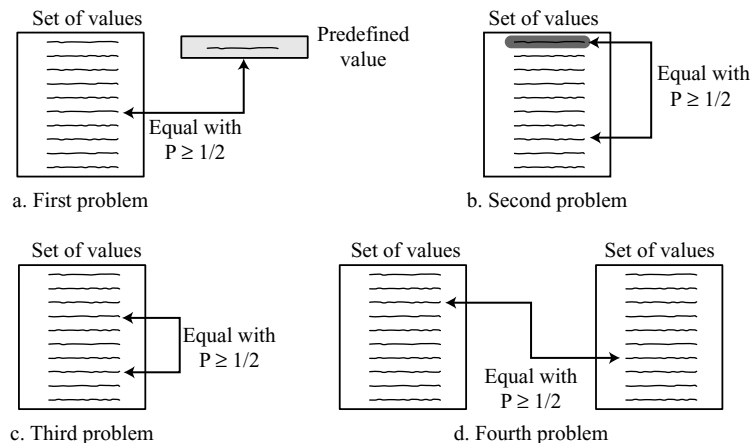 Set of values
Predefined
value
Equal with
P ≥ 1/2
a. First problem
Set of values
Equal with
P ≥ 1/2
b. Second problem
Set of values
Equal with
P ≥ 1/2
c. Third problem
Set of values
Set of values
Equal with
P ≥ 1/2
d. Fourth problem